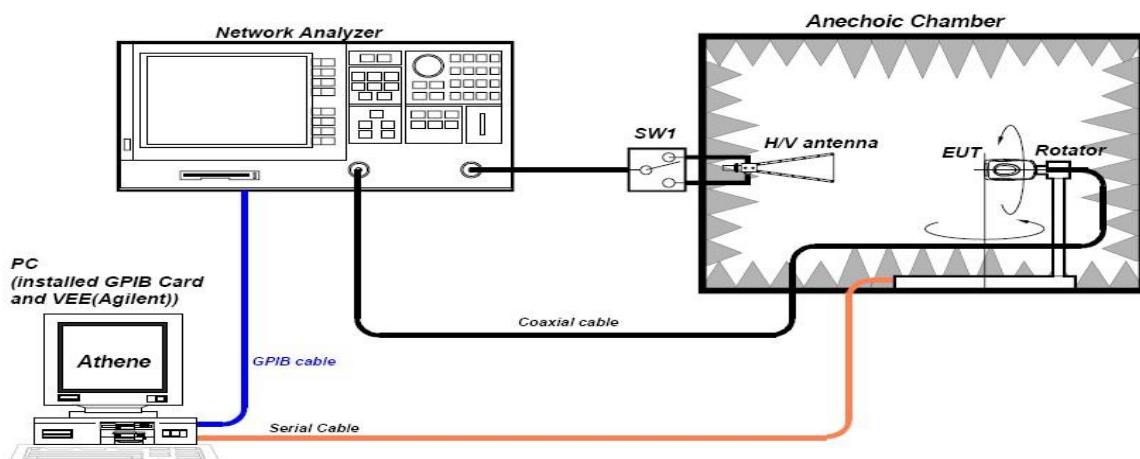 Anechoic Chamber
Network Analyzer
SW1
H/V antenna
EUT
Rotator
PC
(installed GPIB Card
and VEE(Agilent))
Coaxial cable
Athene
GPIB cable
Serial Cable